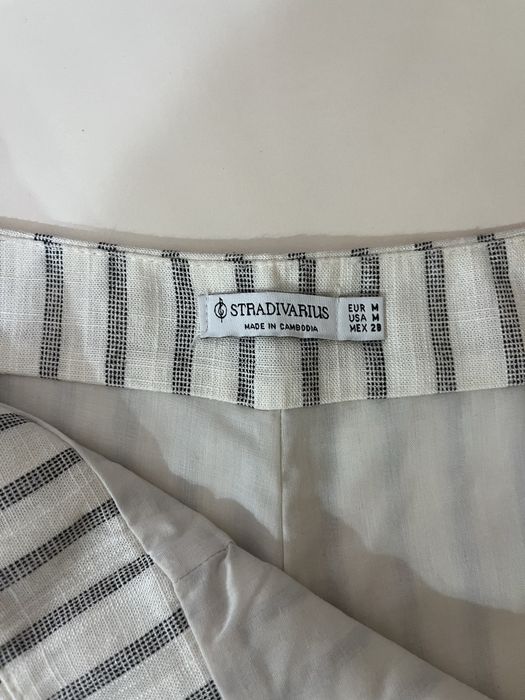 STRADIVARIUS
MADE IN CAMBODIA
EUR M
USA M
MEX 28